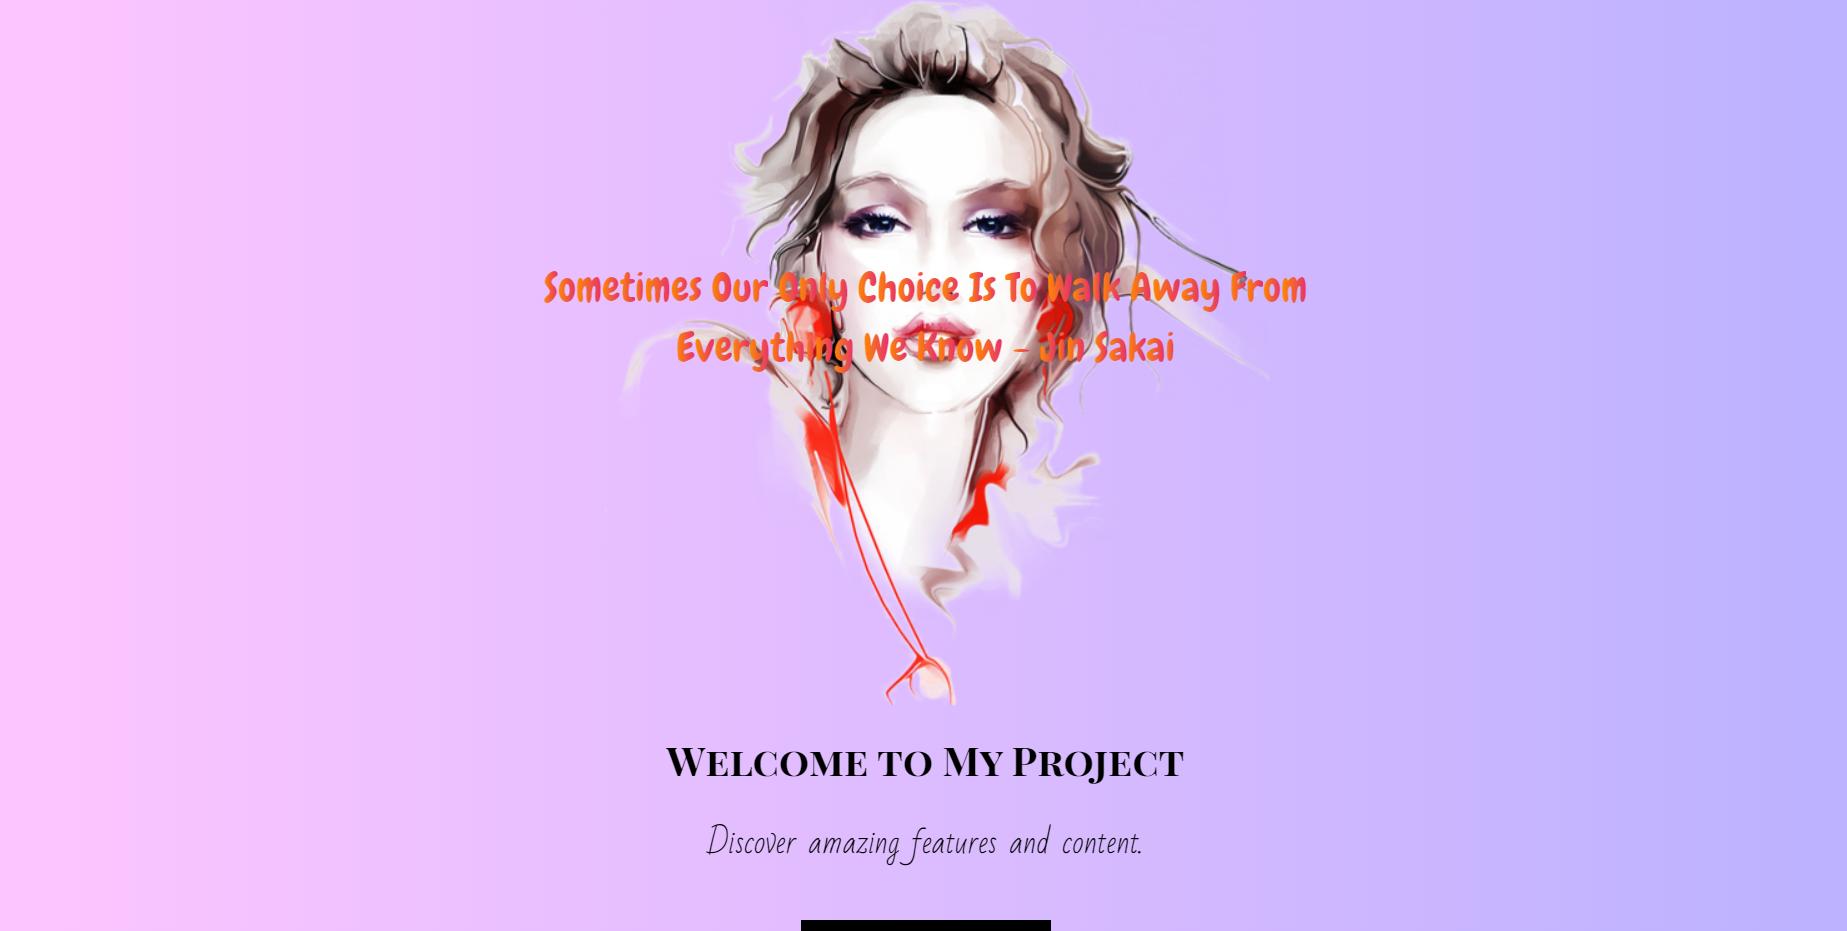 Sometimes Our Only Choice Is To Walk Away From
Everything We Know – Jin Sakai
Welcome to My Project
Discover amazing features and content.